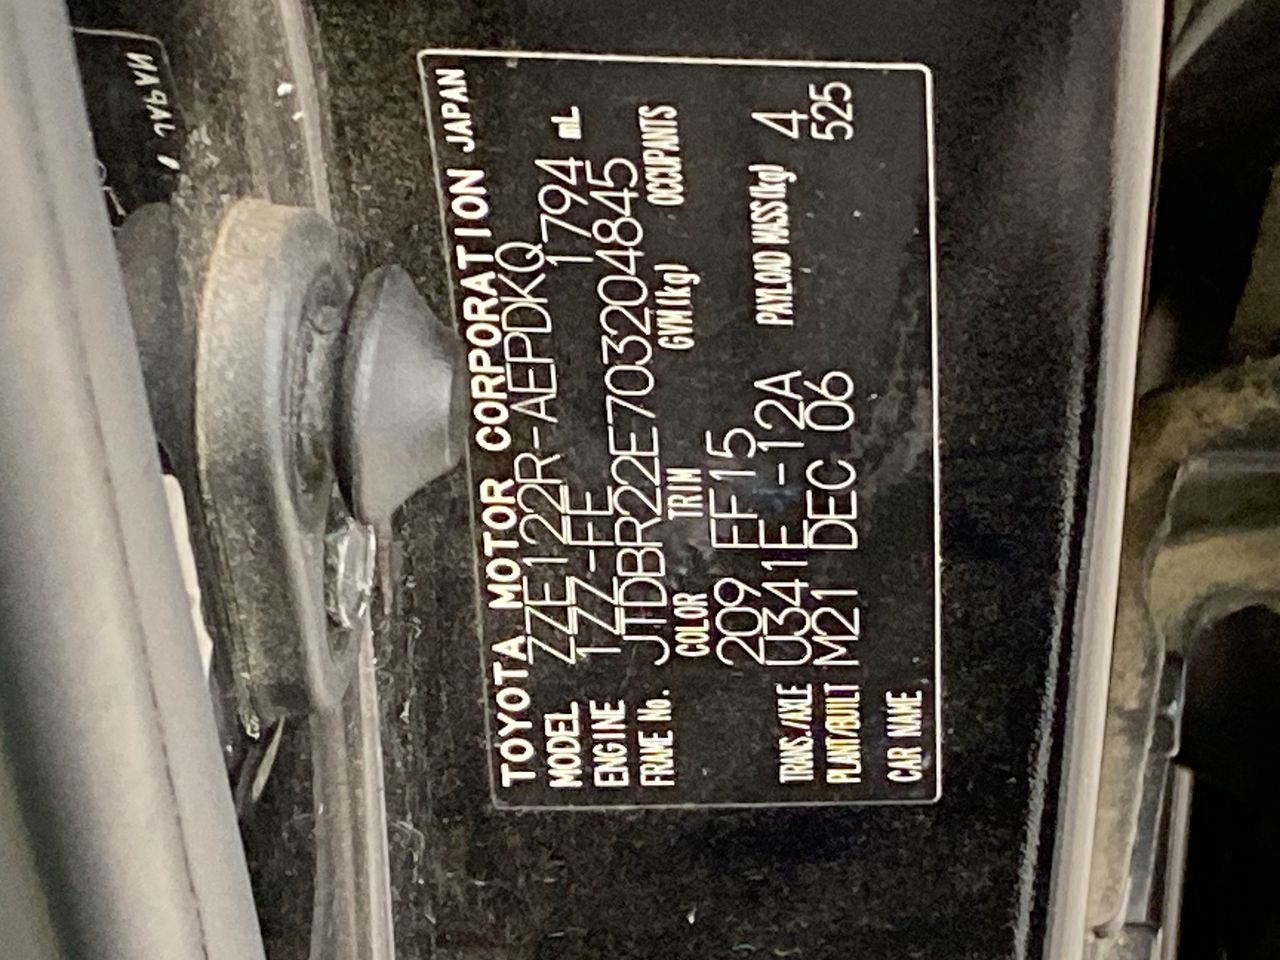 TOYOTA MOTOR CORPORATION JAPAN
MODEL ZZE122R-AEPDKQ
ENGINE 1ZZ-FE 1794 mL
FRAME No. JTDBR22E703204845
COLOR TRIM GVM(kg) OCCUPANTS
209 FF15 4
TRANS./AXLE U341E -12A PAYLOAD MASS(kg) 525
PLANT/BUILT M21 DEC 06
CAR NAME